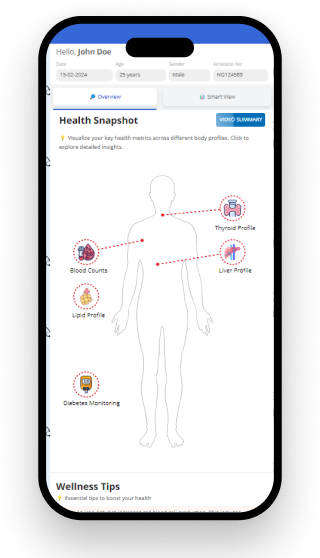 Hello, John Doe
Date Age Gender Accession No
15-02-2024 25 years Male NG124589
Overview Smart View
Health Snapshot VIDEO SUMMARY
Visualize your key health metrics across different body profiles. Click to
explore detailed insights.
Thyroid Profile
Blood Counts Liver Profile
Lipid Profile
Diabetes Monitoring
Wellness Tips
Essential tips to boost your health